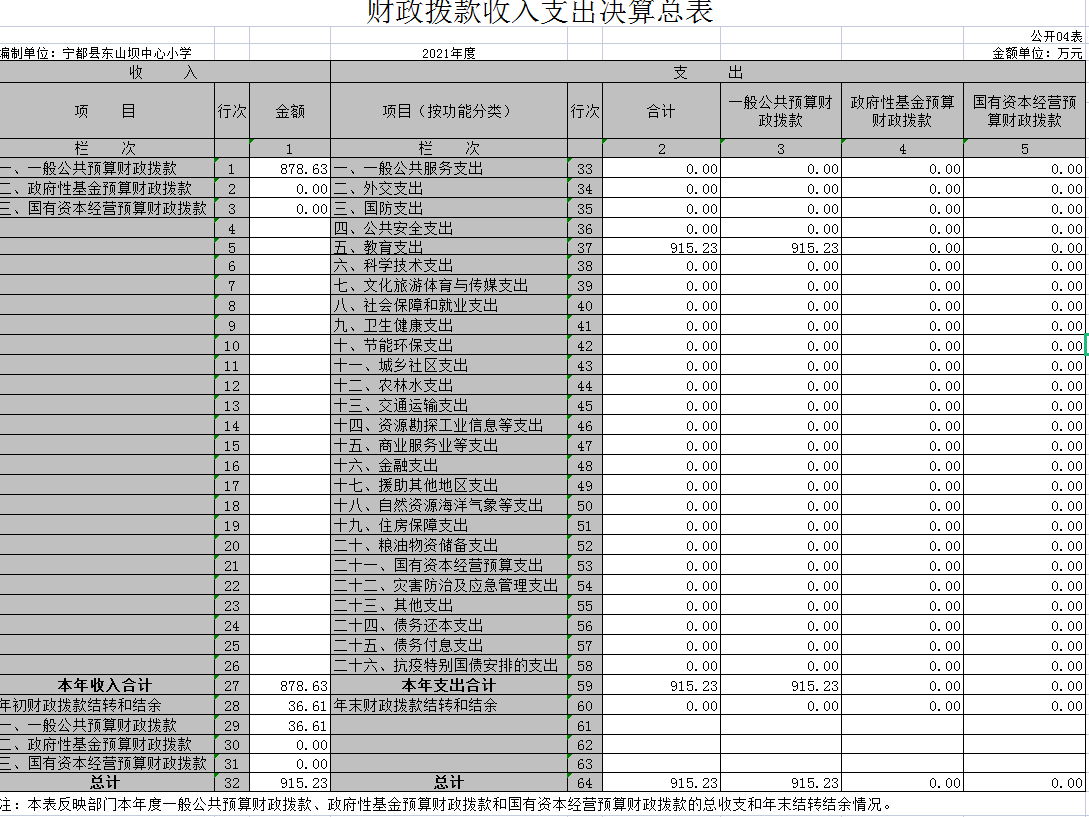 财政拨款收入支出决算总表
公开04表
编制单位：宁都县东山坝中心小学 2021年度 金额单位：万元
收 入 支 出
项 目 行次 金额 项目（按功能分类） 行次 合计 一般公共预算财政拨款 政府性基金预算财政拨款 国有资本经营预算财政拨款
栏 次 1 栏 次 2 3 4 5
一、一般公共预算财政拨款 1 878.63 一、一般公共服务支出 33 0.00 0.00 0.00 0.00
二、政府性基金预算财政拨款 2 0.00 二、外交支出 34 0.00 0.00 0.00 0.00
三、国有资本经营预算财政拨款 3 0.00 三、国防支出 35 0.00 0.00 0.00 0.00
4 四、公共安全支出 36 0.00 0.00 0.00 0.00
5 五、教育支出 37 915.23 915.23 0.00 0.00
6 六、科学技术支出 38 0.00 0.00 0.00 0.00
7 七、文化旅游体育与传媒支出 39 0.00 0.00 0.00 0.00
8 八、社会保障和就业支出 40 0.00 0.00 0.00 0.00
9 九、卫生健康支出 41 0.00 0.00 0.00 0.00
10 十、节能环保支出 42 0.00 0.00 0.00 0.00
11 十一、城乡社区支出 43 0.00 0.00 0.00 0.00
12 十二、农林水支出 44 0.00 0.00 0.00 0.00
13 十三、交通运输支出 45 0.00 0.00 0.00 0.00
14 十四、资源勘探工业信息等支出 46 0.00 0.00 0.00 0.00
15 十五、商业服务业等支出 47 0.00 0.00 0.00 0.00
16 十六、金融支出 48 0.00 0.00 0.00 0.00
17 十七、援助其他地区支出 49 0.00 0.00 0.00 0.00
18 十八、自然资源海洋气象等支出 50 0.00 0.00 0.00 0.00
19 十九、住房保障支出 51 0.00 0.00 0.00 0.00
20 二十、粮油物资储备支出 52 0.00 0.00 0.00 0.00
21 二十一、国有资本经营预算支出 53 0.00 0.00 0.00 0.00
22 二十二、灾害防治及应急管理支出 54 0.00 0.00 0.00 0.00
23 二十三、其他支出 55 0.00 0.00 0.00 0.00
24 二十四、债务还本支出 56 0.00 0.00 0.00 0.00
25 二十五、债务付息支出 57 0.00 0.00 0.00 0.00
26 二十六、抗疫特别国债安排的支出 58 0.00 0.00 0.00 0.00
本年收入合计 27 878.63 本年支出合计 59 915.23 915.23 0.00 0.00
年初财政拨款结转和结余 28 36.61 年末财政拨款结转和结余 60 0.00 0.00 0.00 0.00
一、一般公共预算财政拨款 29 36.61 61
二、政府性基金预算财政拨款 30 0.00 62
三、国有资本经营预算财政拨款 31 0.00 63
总计 32 915.23 总计 64 915.23 915.23 0.00 0.00
注：本表反映部门本年度一般公共预算财政拨款、政府性基金预算财政拨款和国有资本经营预算财政拨款的总收支和年末结转结余情况。